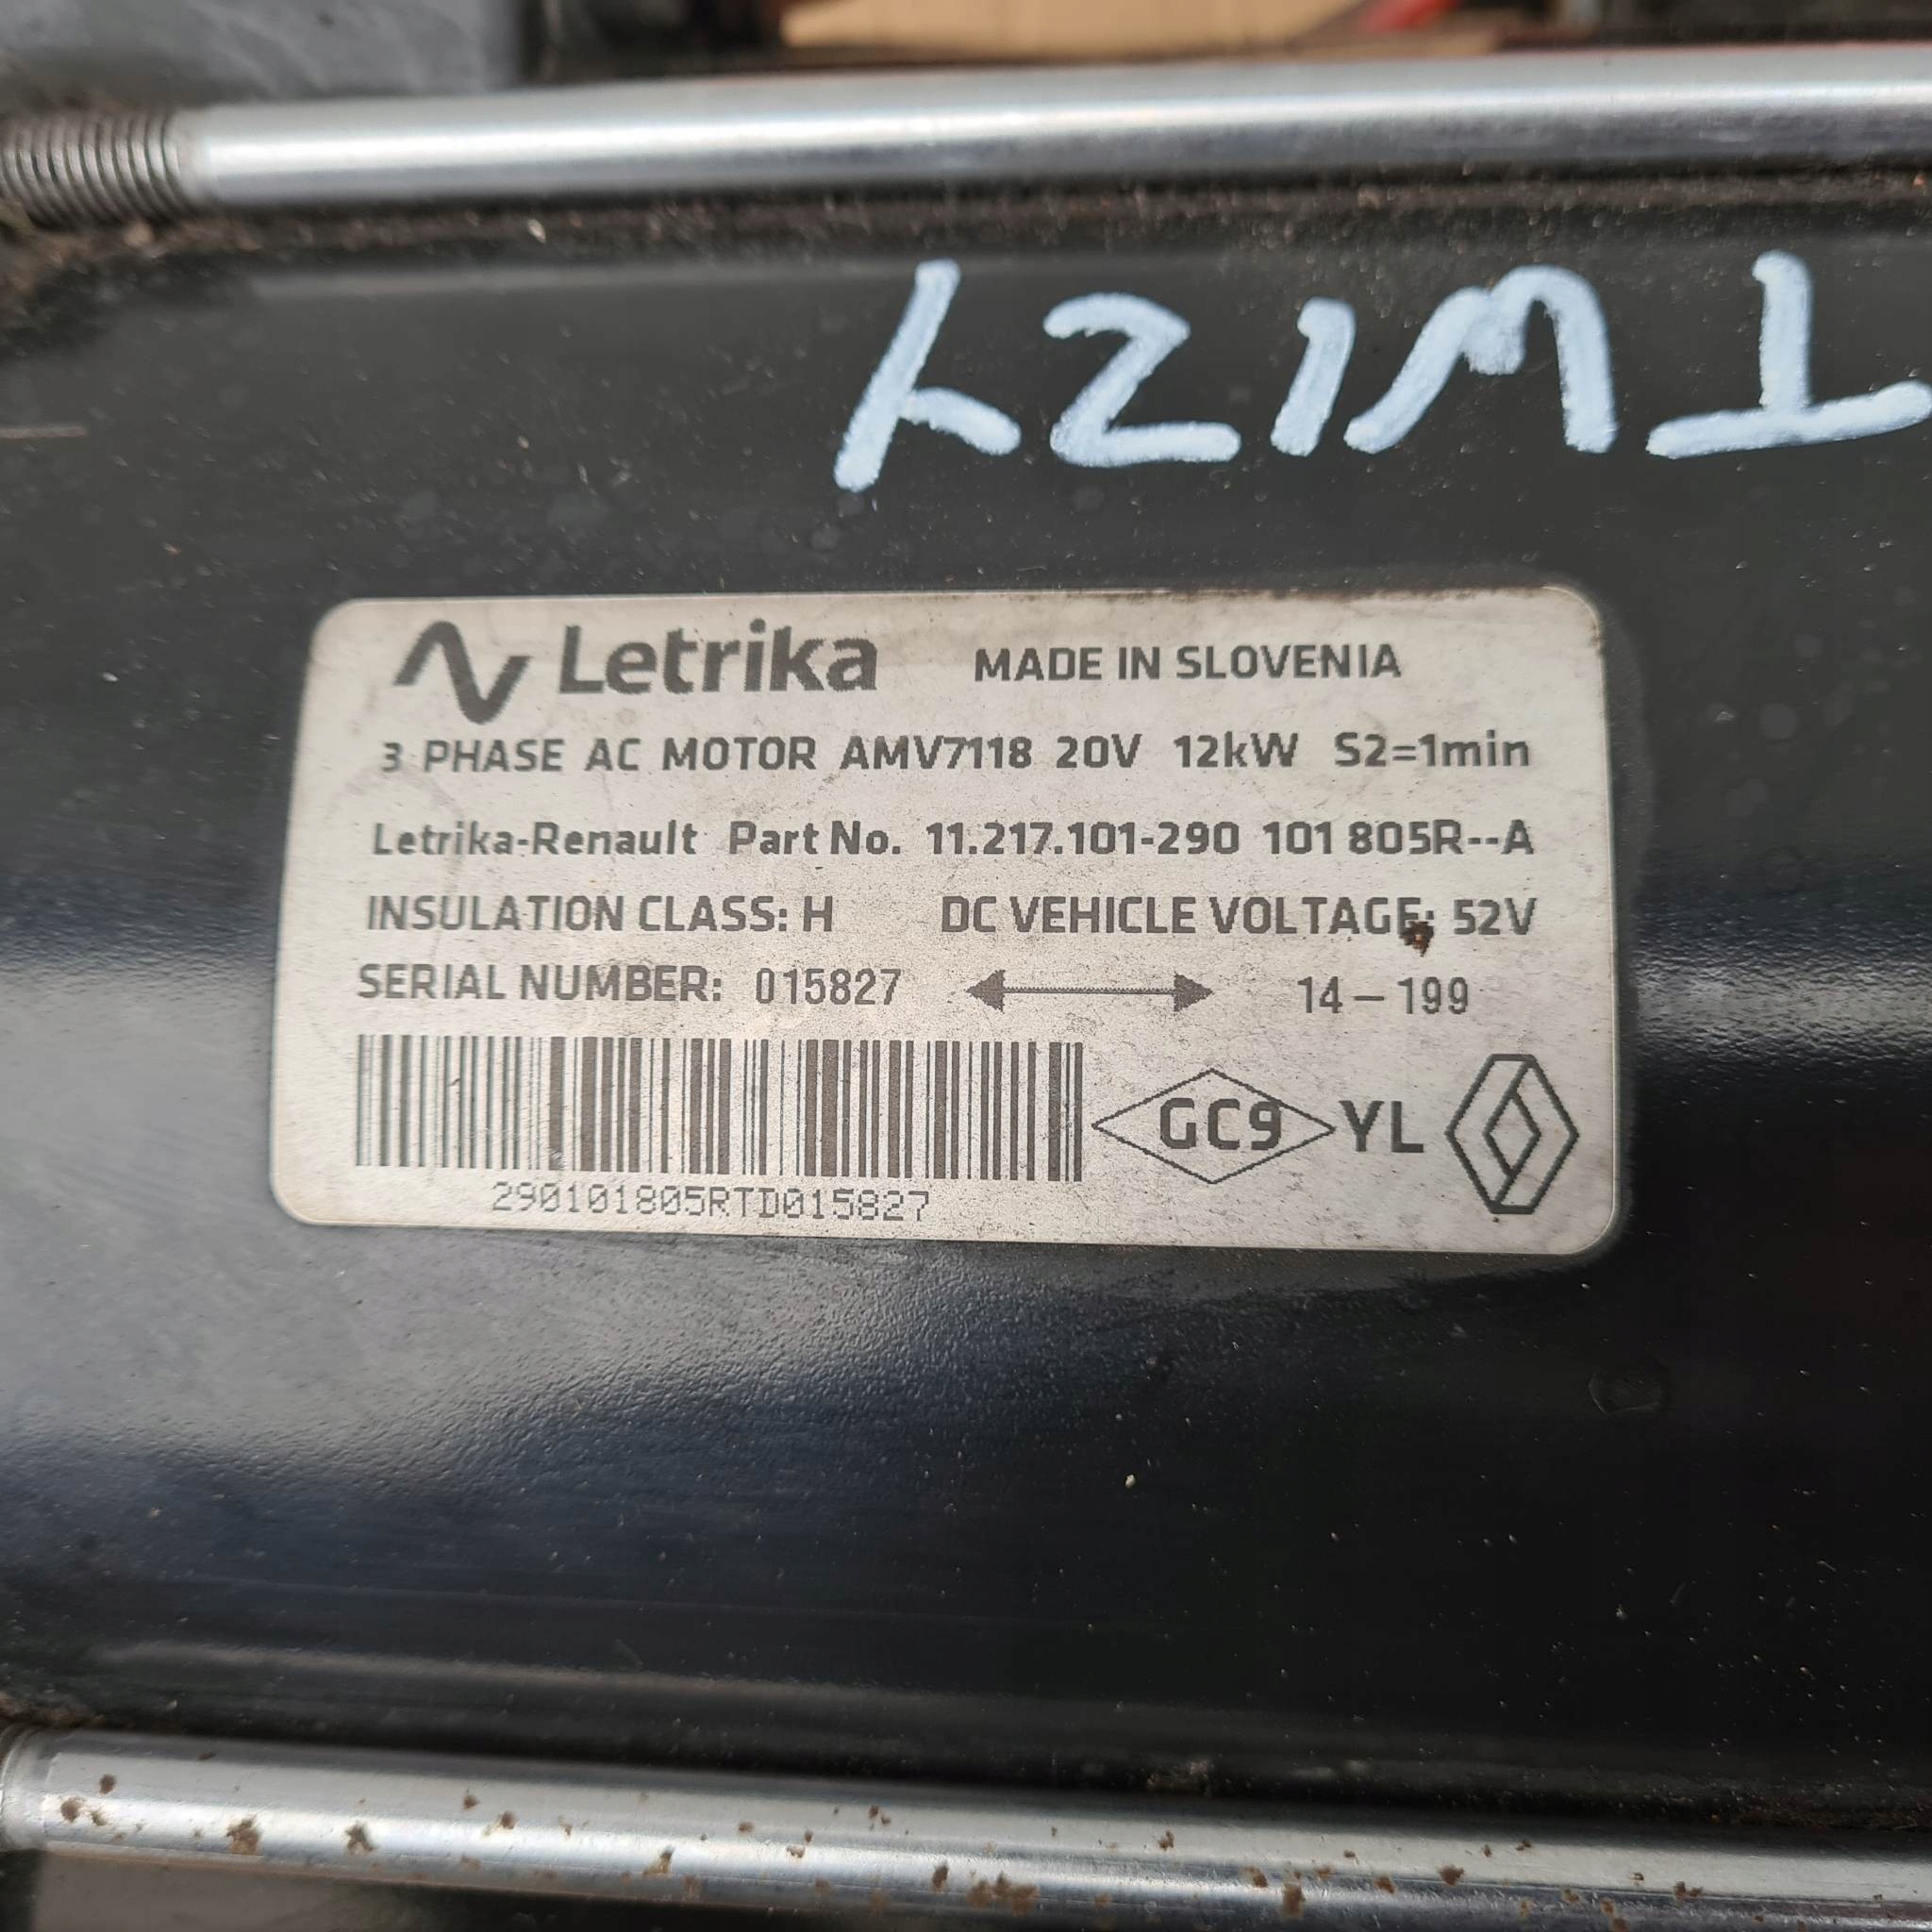 TWIZY
Letrika MADE IN SLOVENIA
3 PHASE AC MOTOR AMV7118 20V 12kW S2=1min
Letrika-Renault Part No. 11.217.101-290 101 805R--A
INSULATION CLASS: H DC VEHICLE VOLTAGE: 52V
SERIAL NUMBER: 015827 14-199
GC9 YL
290101805RTD015827